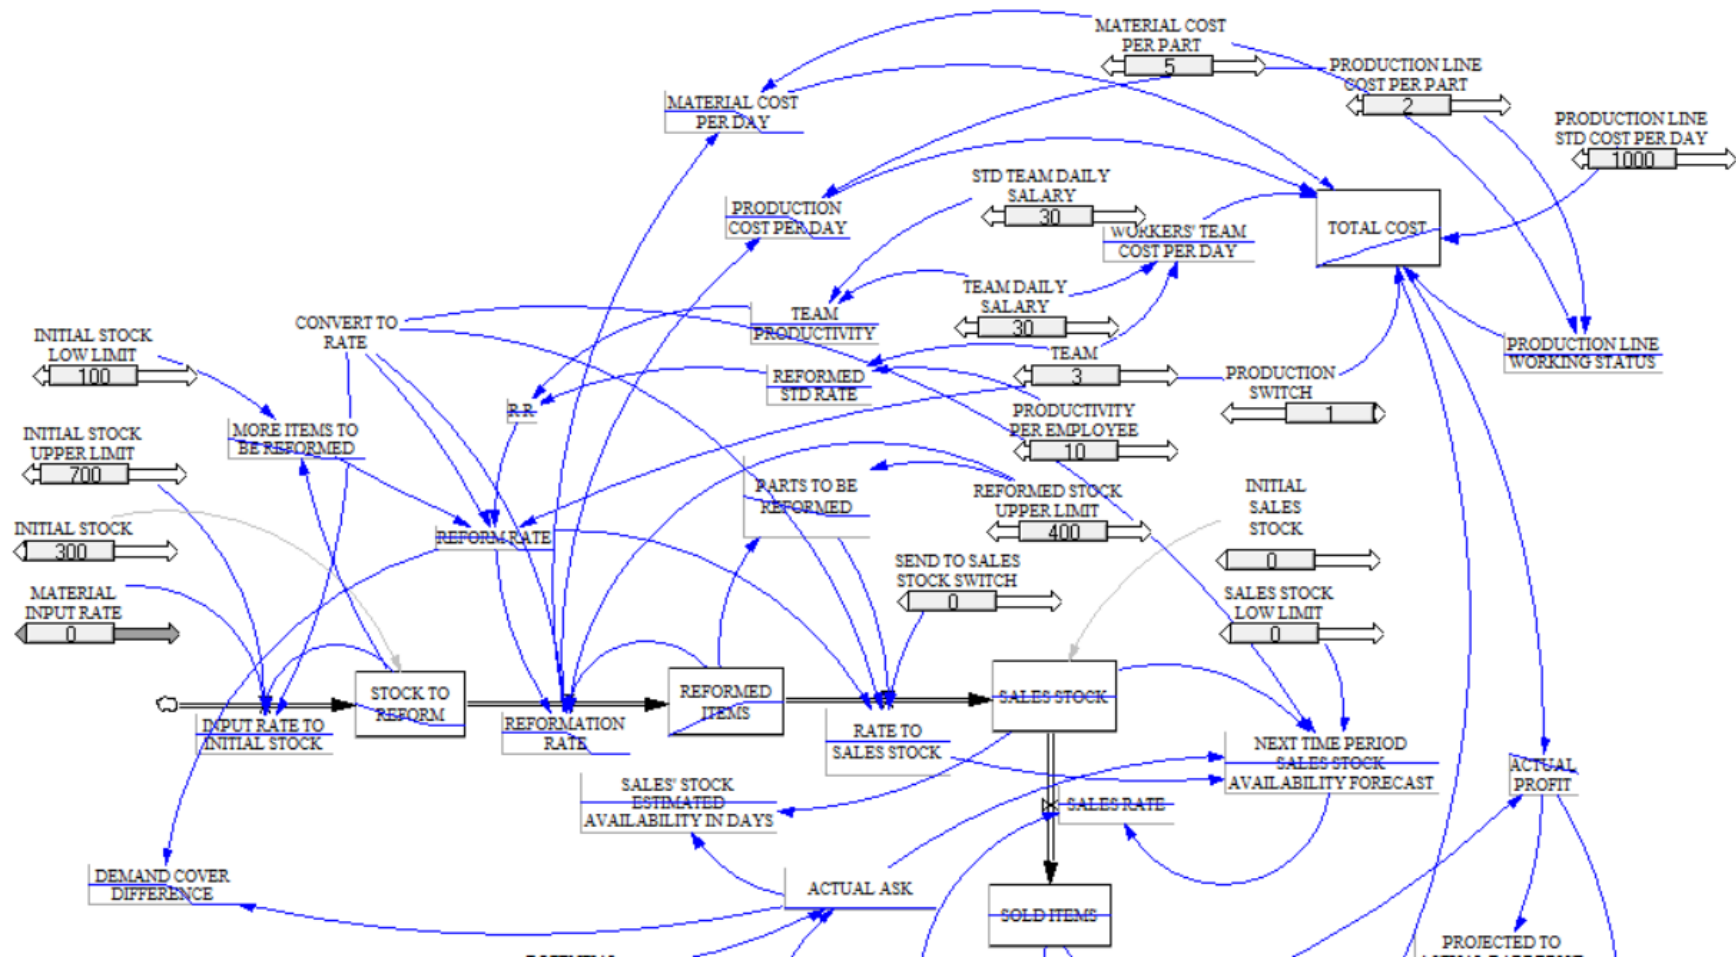 MATERIAL COST
PER PART
5
PRODUCTION LINE
COST PER PART
2
PRODUCTION LINE
STD COST PER DAY
1000
MATERIAL COST
PER DAY
STD TEAM DAILY
SALARY
30
PRODUCTION
COST PER DAY
WORKERS' TEAM
COST PER DAY
TOTAL COST
TEAM DAILY
SALARY
30
TEAM
PRODUCTIVITY
CONVERT TO
RATE
INITIAL STOCK
LOW LIMIT
100
PRODUCTION LINE
WORKING STATUS
TEAM
3
REFORMED
STD RATE
PRODUCTION
SWITCH
1
R R
PRODUCTIVITY
PER EMPLOYEE
10
MORE ITEMS TO
BE REFORMED
INITIAL STOCK
UPPER LIMIT
700
PARTS TO BE
REFORMED
REFORMED STOCK
UPPER LIMIT
400
INITIAL
SALES
STOCK
0
INITIAL STOCK
300
REFORM RATE
SEND TO SALES
STOCK SWITCH
0
MATERIAL
INPUT RATE
0
SALES STOCK
LOW LIMIT
0
STOCK TO
REFORM
REFORMED
ITEMS
SALES STOCK
INPUT RATE TO
INITIAL STOCK
REFORMATION
RATE
RATE TO
SALES STOCK
NEXT TIME PERIOD
SALES STOCK
AVAILABILITY FORECAST
ACTUAL
PROFIT
SALES' STOCK
ESTIMATED
AVAILABILITY IN DAYS
SALES RATE
DEMAND COVER
DIFFERENCE
ACTUAL ASK
SOLD ITEMS
PROJECTED TO